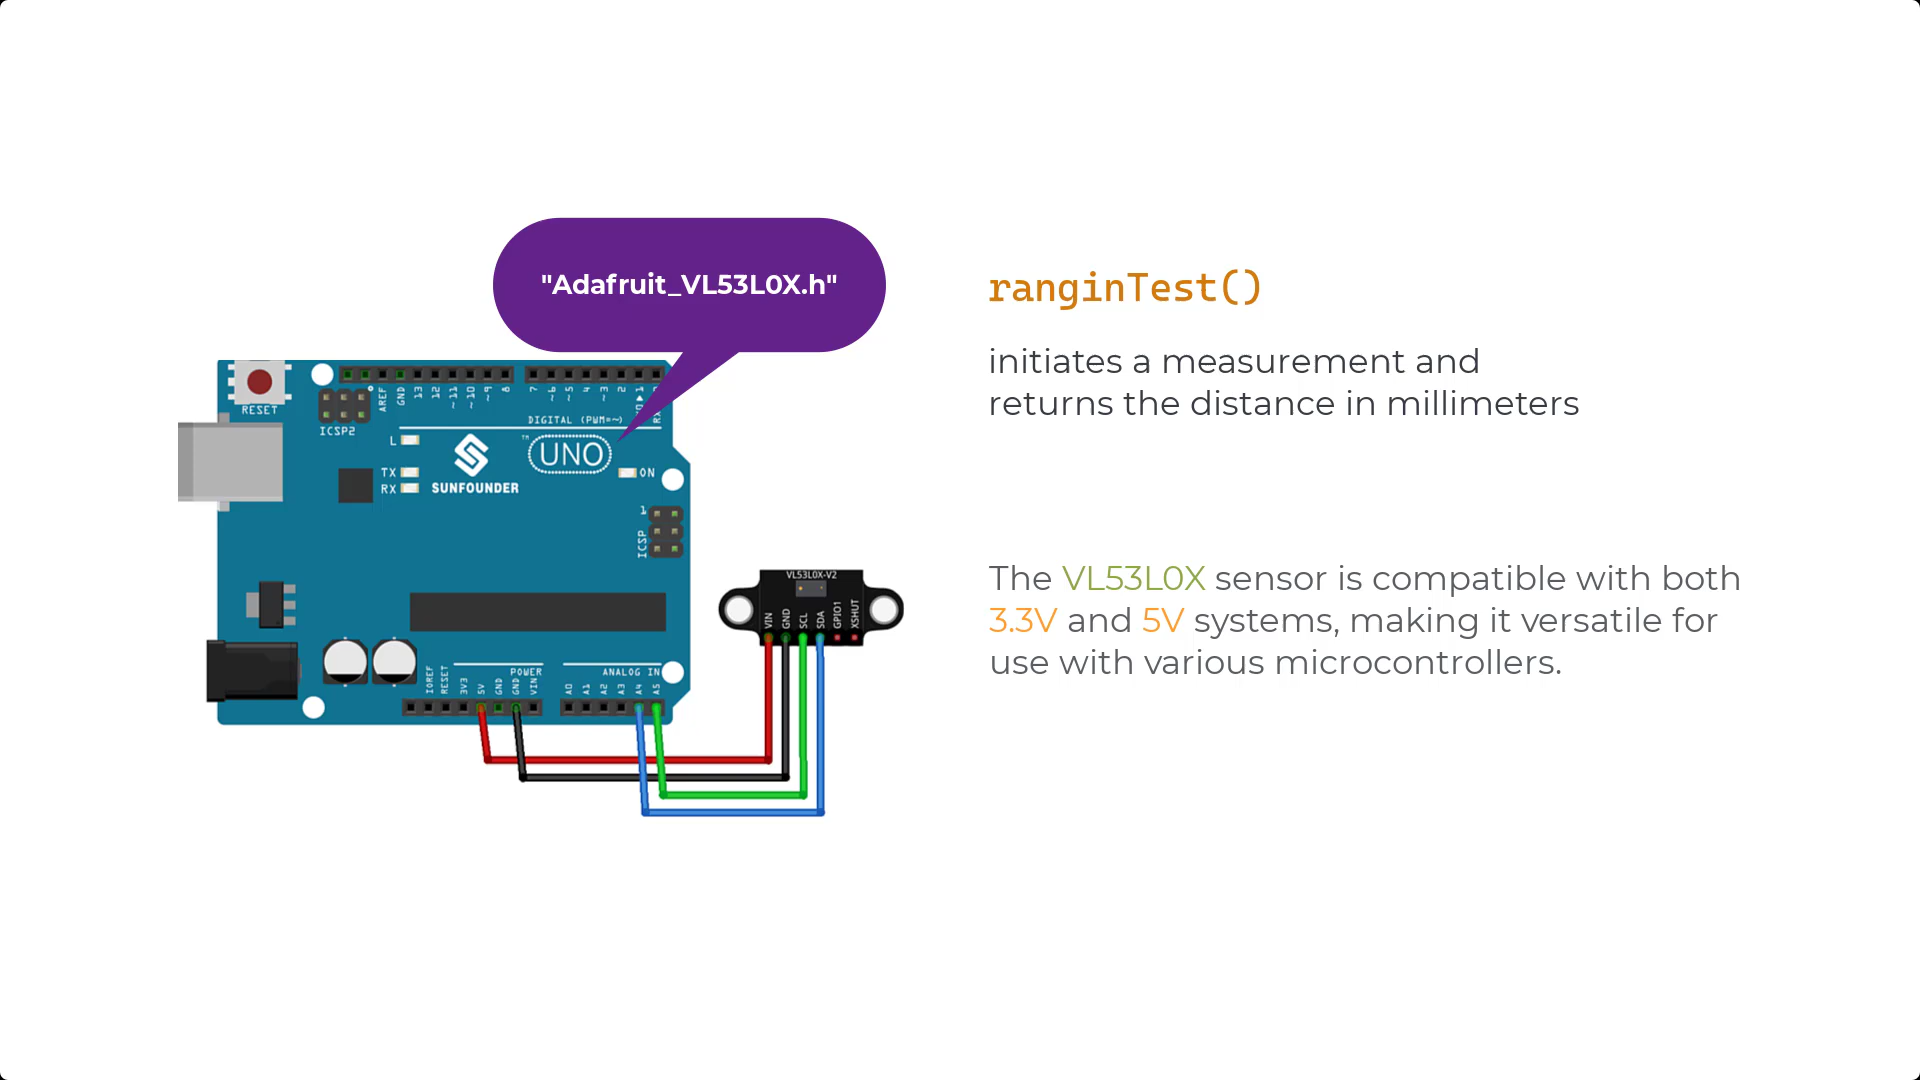 "Adafruit_VL53L0X.h"
ranginTest()
initiates a measurement and
returns the distance in millimeters
The VL53L0X sensor is compatible with both
3.3V and 5V systems, making it versatile for
use with various microcontrollers.
RESET
ICSP2
AREF
GND
13
12
~11
~10
~9
8
7
~6
~5
4
~3
2
1
DIGITAL (PWM=~)
L
TX
RX
SUNFOUNDER
TM
UNO
ON
1
ICSP
POWER
ANALOG IN
IOREF
RESET
3V3
5V
GND
GND
VIN
A0
A1
A2
A3
A4
A5
VL53L0X-V2
VIN
GND
SCL
SDA
GPIO1
XSHUT